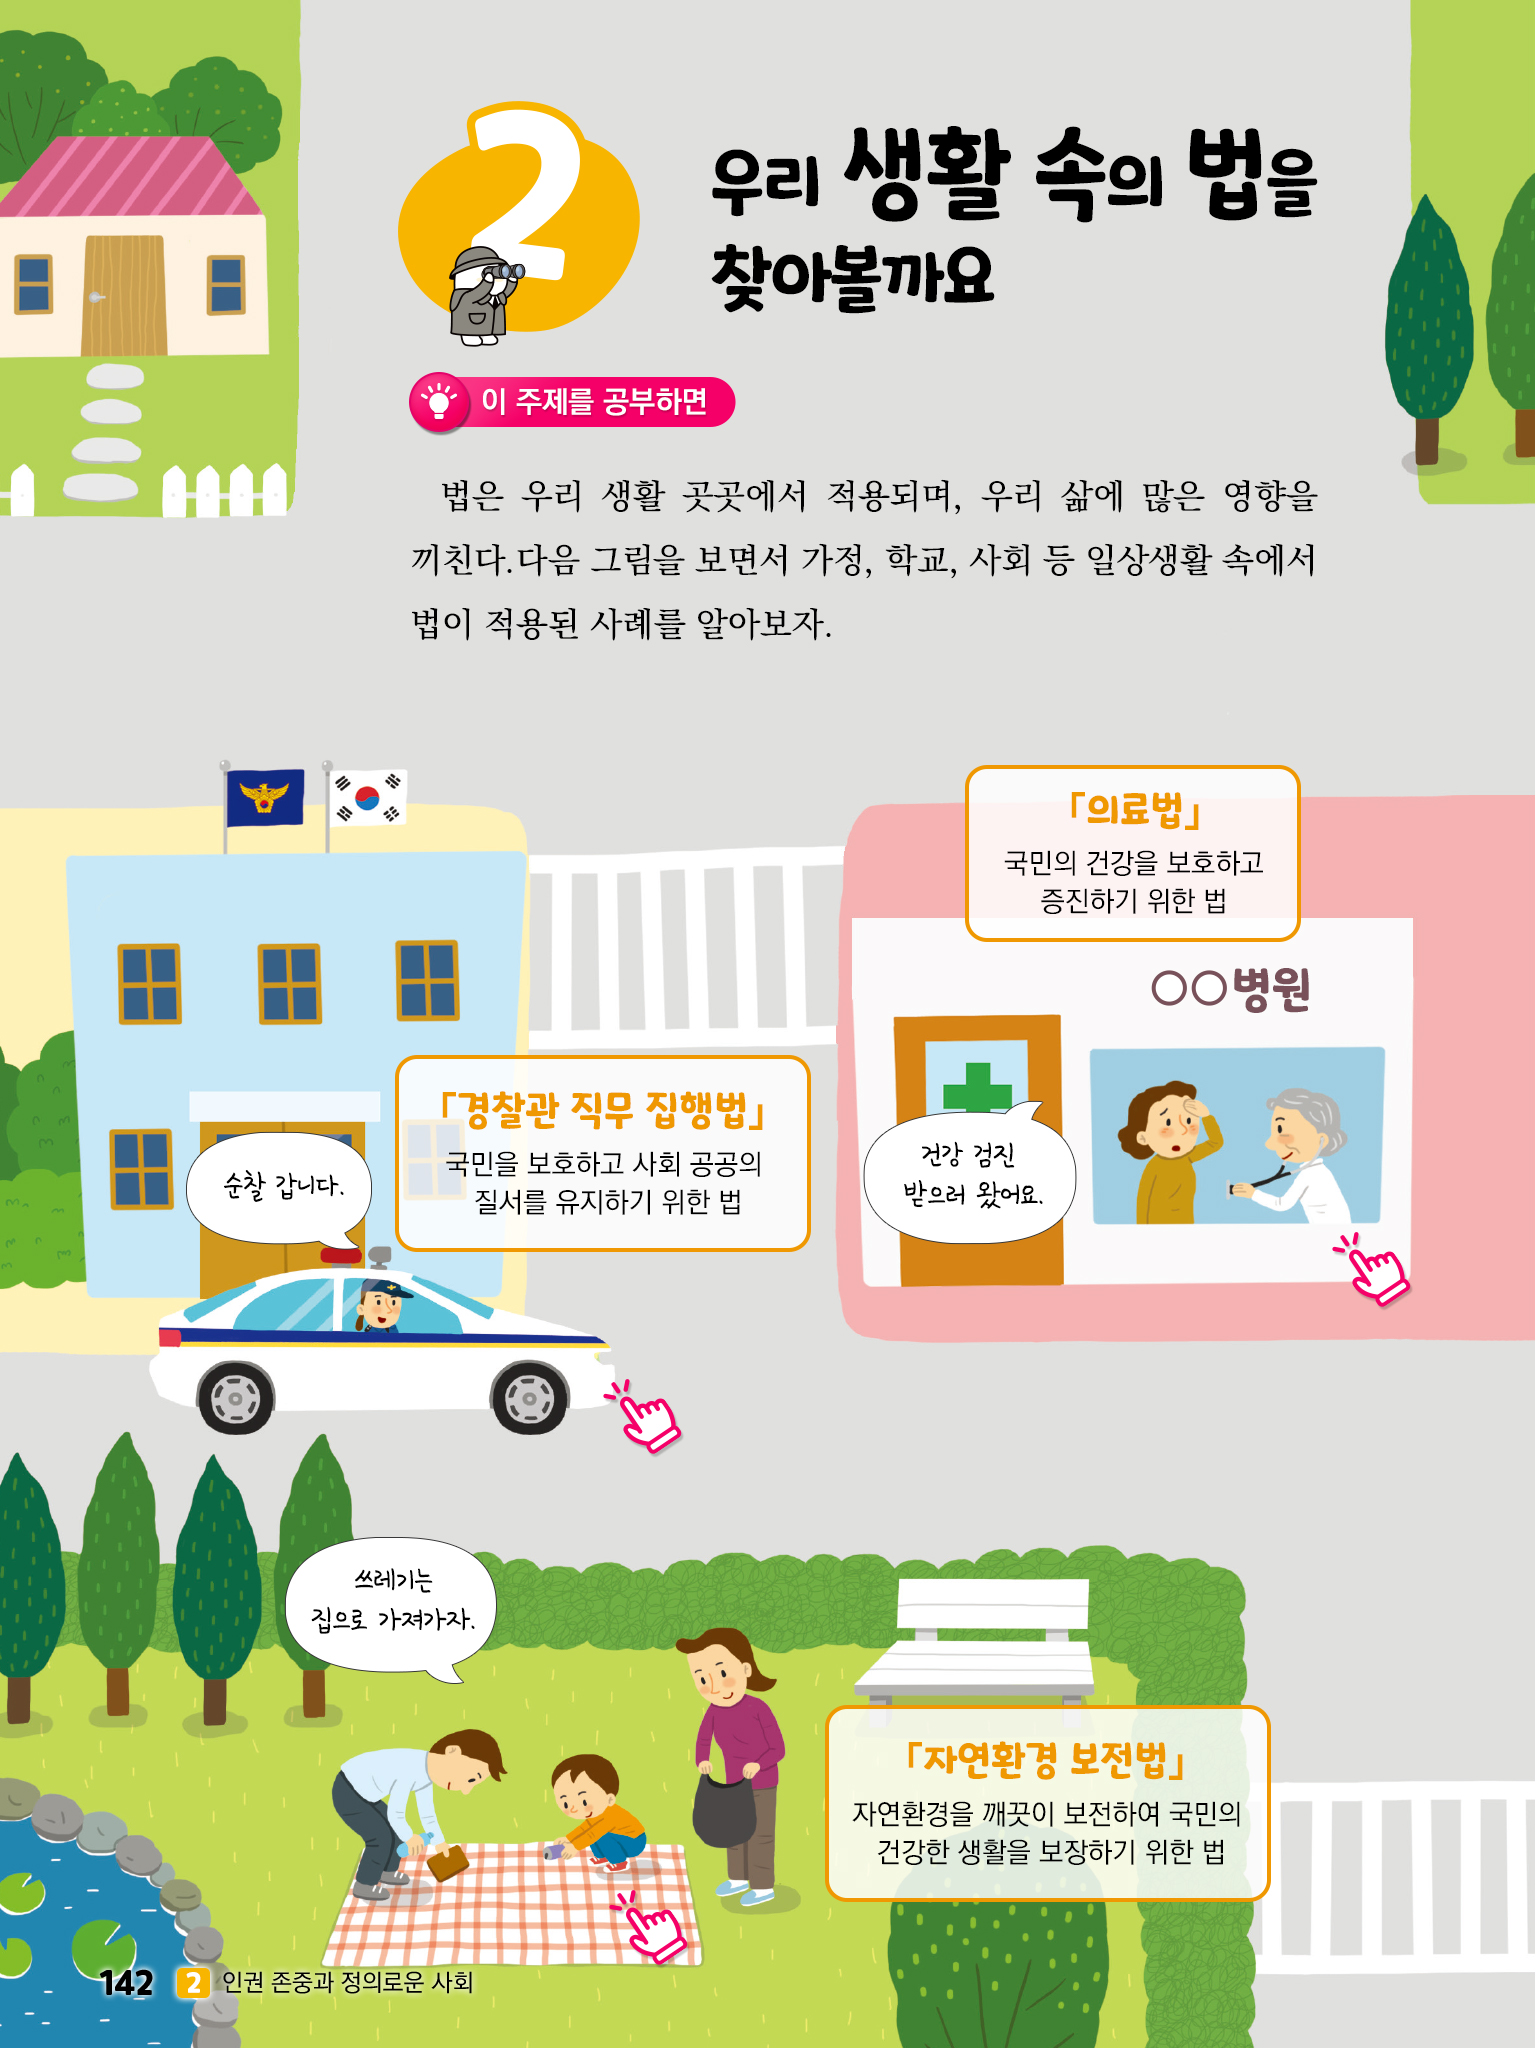 2
우리 생활 속의 법을
찾아볼까요
이 주제를 공부하면
법은 우리 생활 곳곳에서 적용되며, 우리 삶에 많은 영향을
끼친다.다음 그림을 보면서 가정, 학교, 사회 등 일상생활 속에서
법이 적용된 사례를 알아보자.
「의료법」
국민의 건강을 보호하고
증진하기 위한 법
○○병원
건강 검진
받으러 왔어요.
「경찰관 직무 집행법」
국민을 보호하고 사회 공공의
질서를 유지하기 위한 법
순찰 갑니다.
쓰레기는
집으로 가져가자.
「자연환경 보전법」
자연환경을 깨끗이 보전하여 국민의
건강한 생활을 보장하기 위한 법
142 2 인권 존중과 정의로운 사회